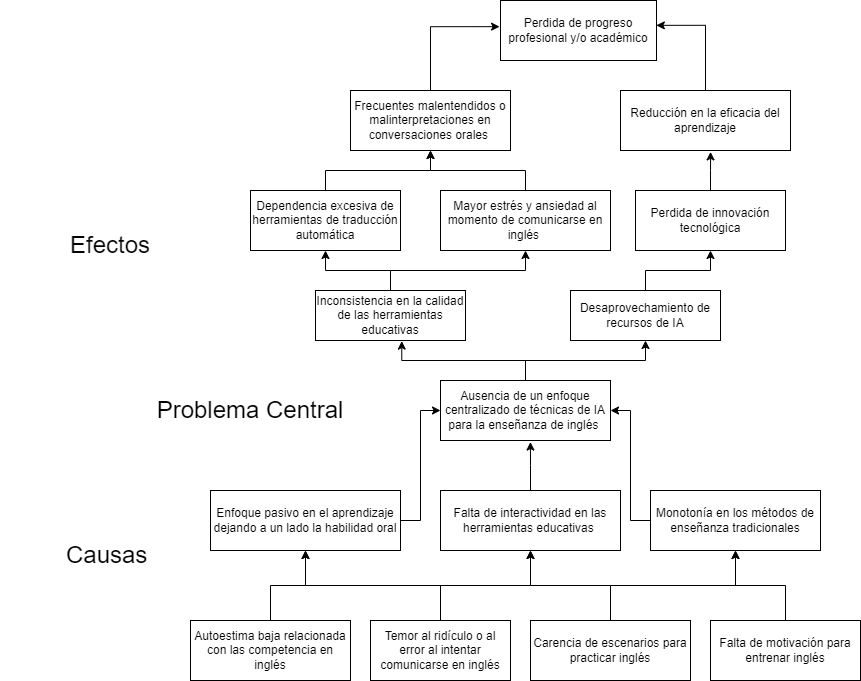 Perdida de progreso
profesional y/o académico
Frecuentes malentendidos o
malinterpretaciones en
conversaciones orales
Reducción en la eficacia del
aprendizaje
Efectos
Dependencia excesiva de
herramientas de traducción
automática
Mayor estrés y ansiedad al
momento de comunicarse en
inglés
Perdida de innovación
tecnológica
Inconsistencia en la calidad
de las herramientas
educativas
Desaprovechamiento de
recursos de IA
Problema Central
Ausencia de un enfoque
centralizado de técnicas de IA
para la enseñanza de inglés
Causas
Enfoque pasivo en el aprendizaje
dejando a un lado la habilidad oral
Falta de interactividad en las
herramientas educativas
Monotonía en los métodos de
enseñanza tradicionales
Autoestima baja relacionada
con las competencia en
inglés
Temor al ridículo o al
error al intentar
comunicarse en inglés
Carencia de escenarios para
practicar inglés
Falta de motivación para
entrenar inglés